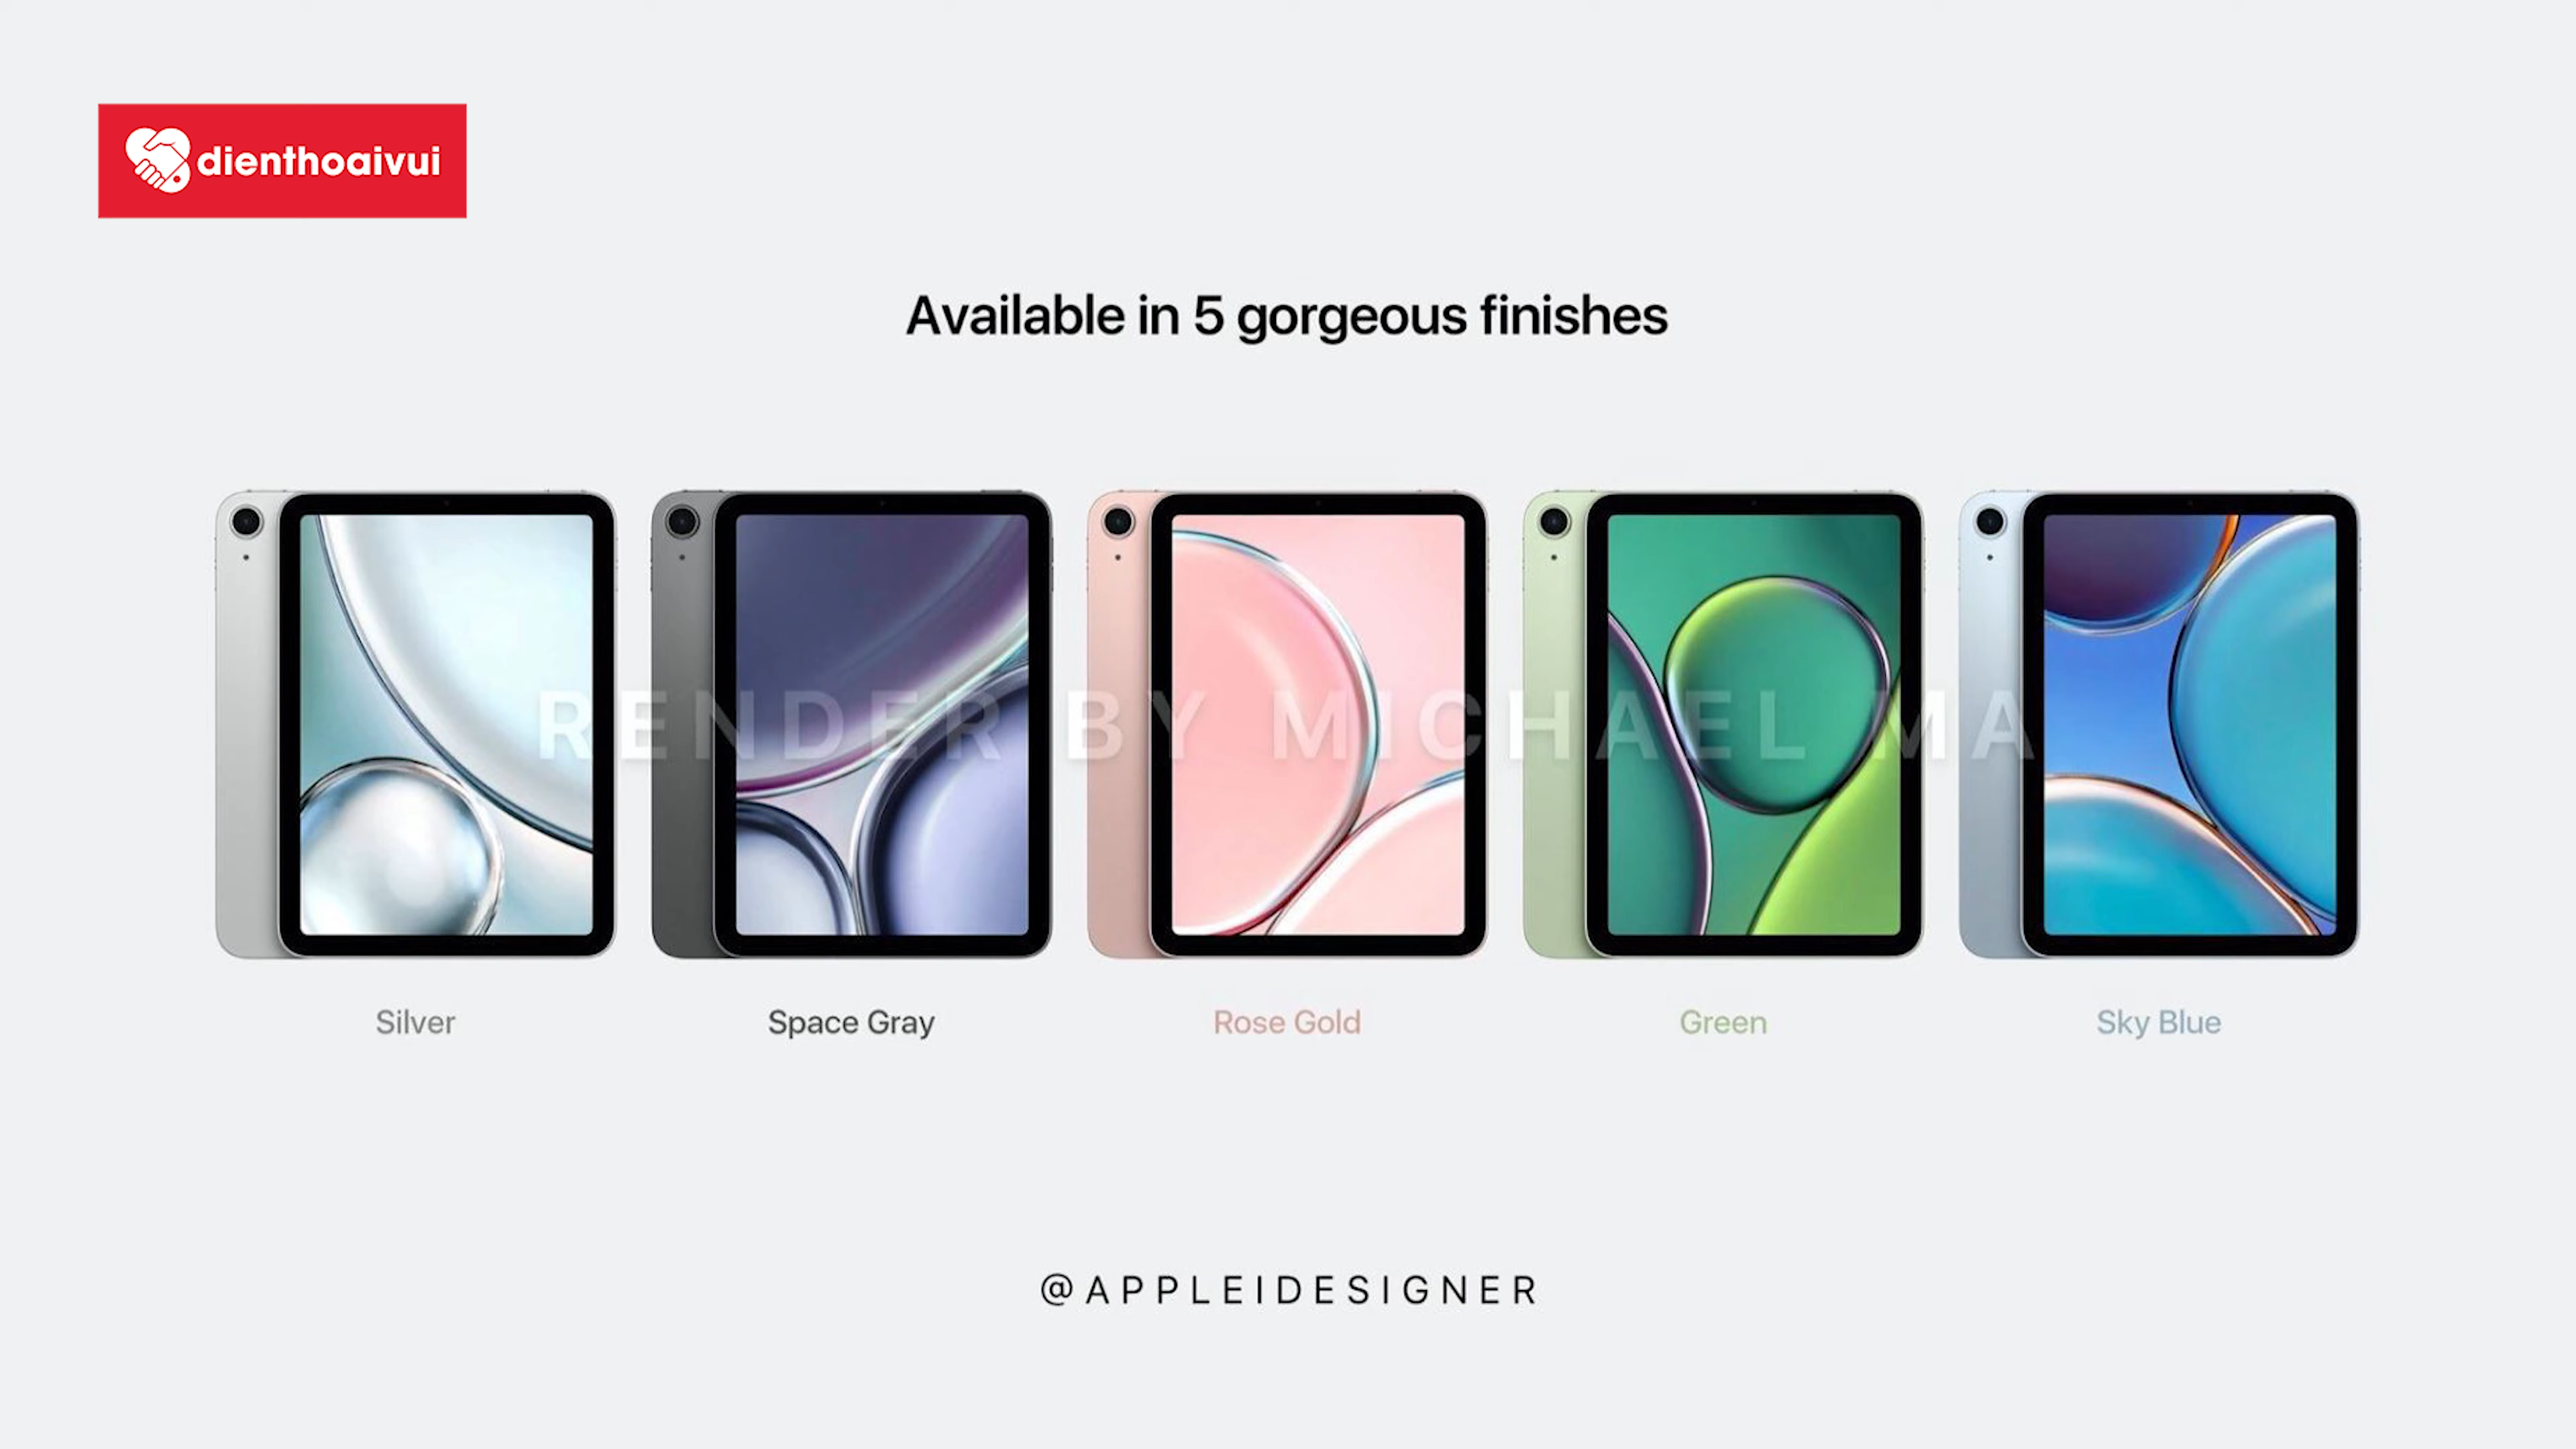 dienthoaivui
Available in 5 gorgeous finishes
RENDER BY MICHAEL MA
Silver
Space Gray
Rose Gold
Green
Sky Blue
@APPLEIDESIGNER